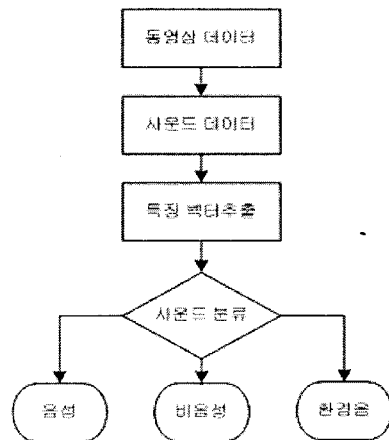 동영상 데이터
사운드 데이터
특징 벡터추출
사운드 분류
음성
비음성
환경음